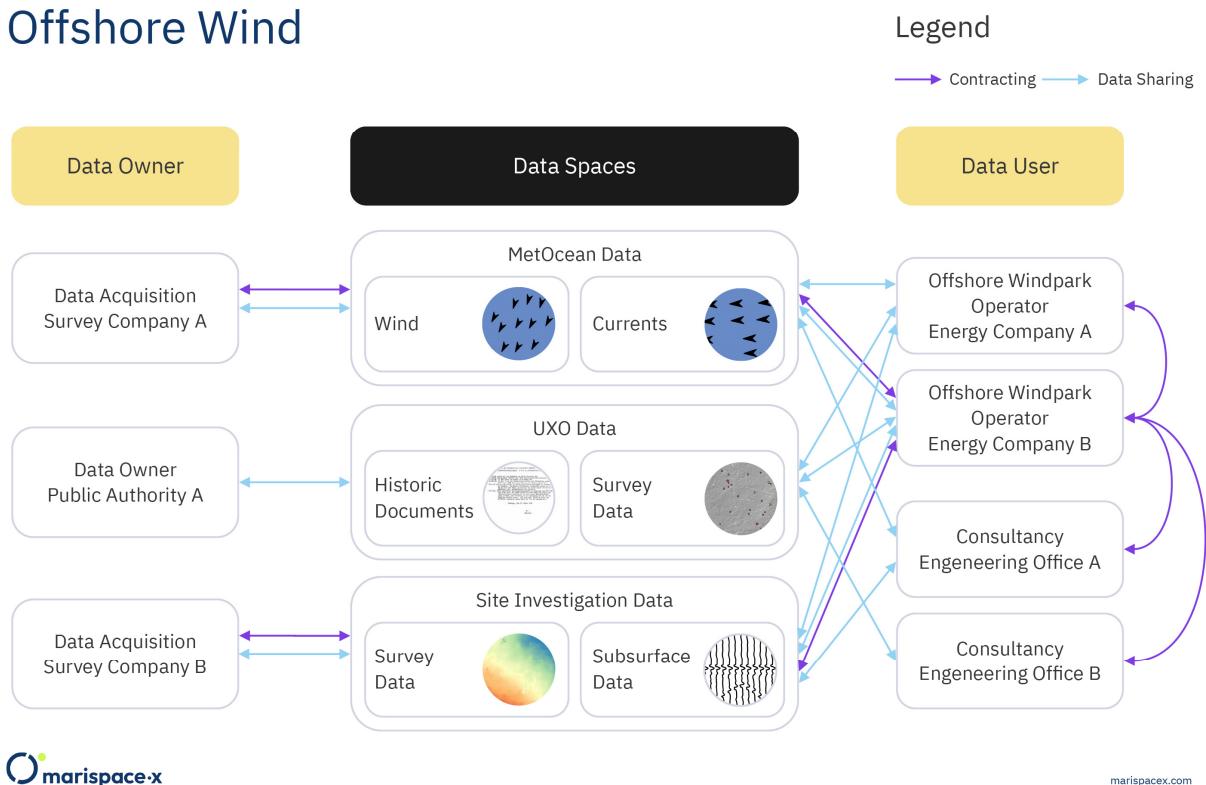 Offshore Wind
Legend
Contracting
Data Sharing
Data Owner
Data Spaces
Data User
Data Acquisition
Survey Company A
MetOcean Data
Wind
Currents
Offshore Windpark
Operator
Energy Company A
Offshore Windpark
Operator
Energy Company B
Data Owner
Public Authority A
UXO Data
Historic
Documents
Survey
Data
Consultancy
Engeneering Office A
Data Acquisition
Survey Company B
Site Investigation Data
Survey
Data
Subsurface
Data
Consultancy
Engeneering Office B
marispace·x
marispacex.com